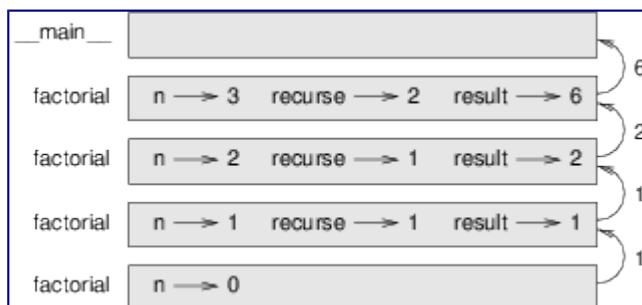 __main__
6
factorial n 3 recurse 2 result 6
2
factorial n 2 recurse 1 result 2
1
factorial n 1 recurse 1 result 1
1
factorial n 0